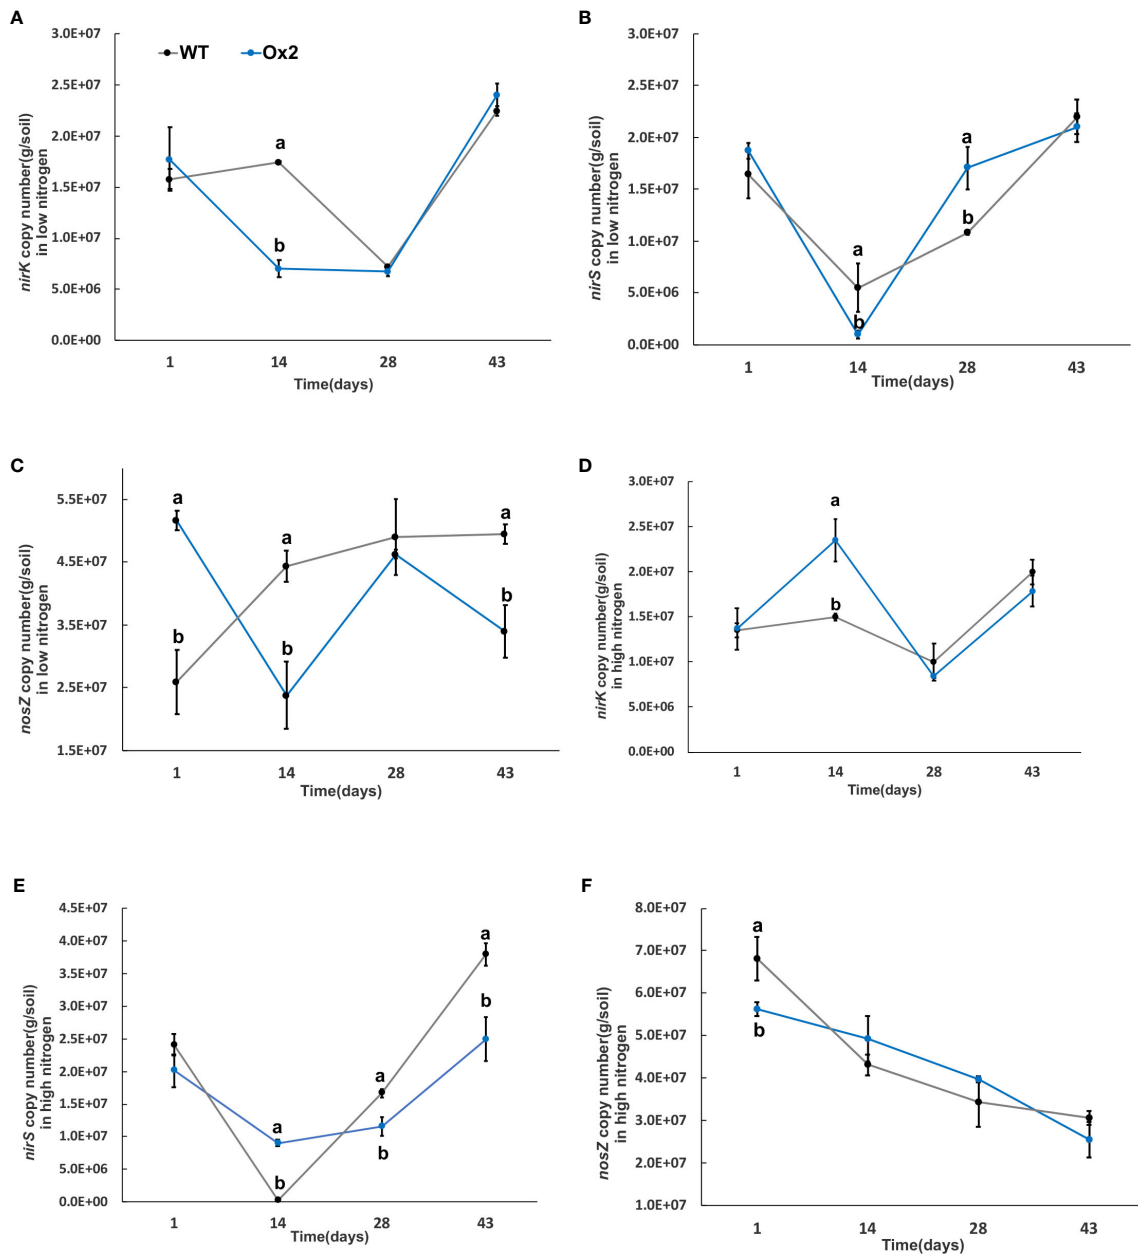 A
3.0E+07
2.5E+07
2.0E+07
1.5E+07
1.0E+07
5.0E+06
0.0E+00
nirK copy number(g/soil)
in low nitrogen
WT Ox2
a
b
1 14 28 43
Time(days)
B
3.0E+07
2.5E+07
2.0E+07
1.5E+07
1.0E+07
5.0E+06
0.0E+00
nirS copy number(g/soil)
in low nitrogen
a
b
a
b
1 14 28 43
Time(days)
C
5.5E+07
4.5E+07
3.5E+07
2.5E+07
1.5E+07
nosZ copy number(g/soil)
in low nitrogen
a
b
a
b
a
b
1 14 28 43
Time(days)
D
3.0E+07
2.5E+07
2.0E+07
1.5E+07
1.0E+07
5.0E+06
0.0E+00
nirK copy number(g/soil)
in high nitrogen
a
b
1 14 28 43
Time(days)
E
4.5E+07
4.0E+07
3.5E+07
3.0E+07
2.5E+07
2.0E+07
1.5E+07
1.0E+07
5.0E+06
0.0E+00
nirS copy number(g/soil)
in high nitrogen
a
b
a
b
a
b
1 14 28 43
Time(days)
F
8.0E+07
7.0E+07
6.0E+07
5.0E+07
4.0E+07
3.0E+07
2.0E+07
1.0E+07
nosZ copy number(g/soil)
in high nitrogen
a
b
1 14 28 43
Time(days)